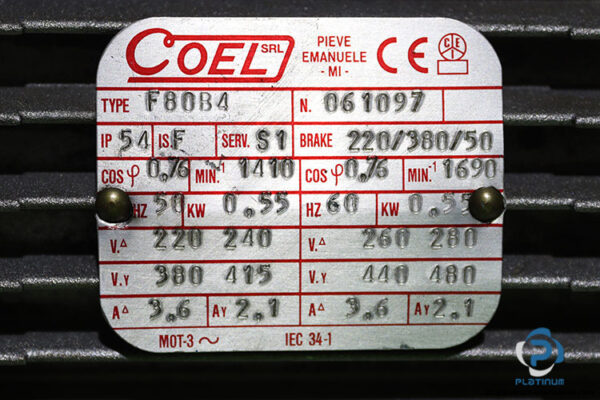 COEL SRL PIEVE EMANUELE - MI - CE CEI
TYPE F80B4 N. 061097
IP 54 IS. F SERV. S1 BRAKE 220/380/50
COS φ 0,76 MIN.-1 1410 COS φ 0,76 MIN.-1 1690
HZ 50 KW 0.55 HZ 60 KW 0.55
V.Δ 220 240 260 280
V.Y 380 415 V.Y 440 480
AΔ 3.6 AY 2.1 AΔ 3.6 AY 2.1
MOT-3 ~ IEC 34-1
PLATINUM